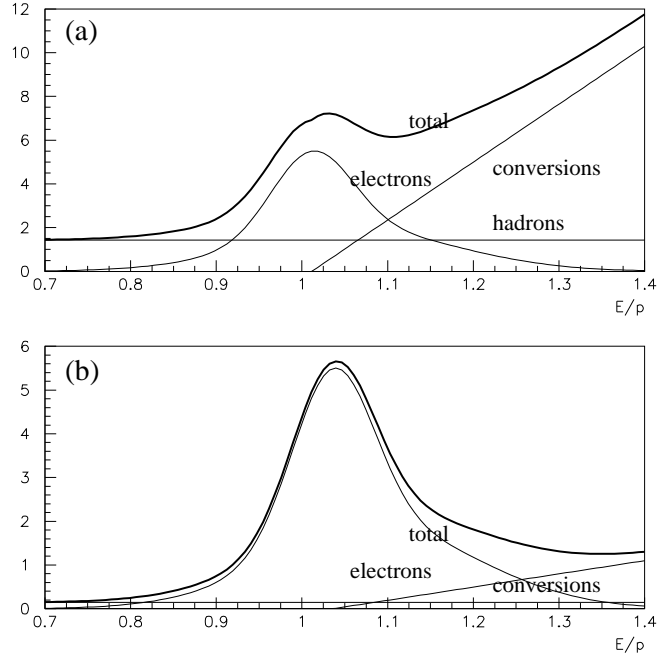 12
(a)
10
8
total
6
conversions
electrons
4
hadrons
2
0
0.7 0.8 0.9 1 1.1 1.2 1.3 1.4
E/p
6
(b)
5
4
3
2
total
1
electrons
conversions
0
0.7 0.8 0.9 1 1.1 1.2 1.3 1.4
E/p